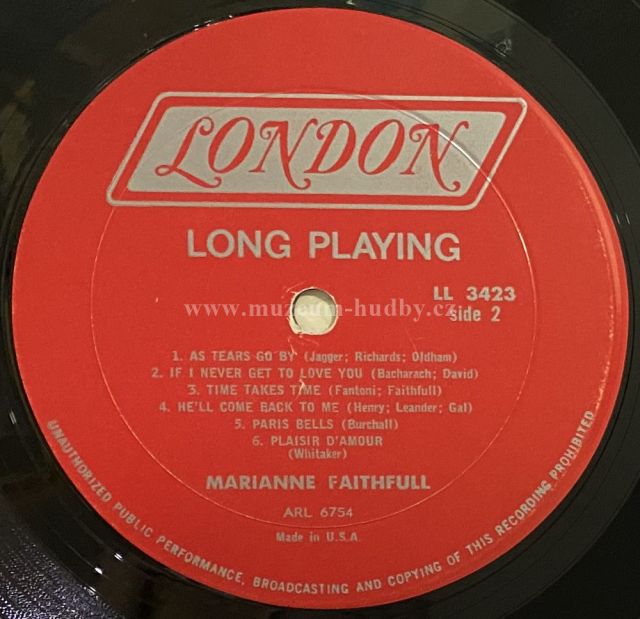 LONDON
LONG PLAYING
LL 3423
side 2
www.muzeum-hudby.cz
1. AS TEARS GO BY (Jagger; Richards; Oldham)
2. IF I NEVER GET TO LOVE YOU (Bacharach; David)
3. TIME TAKES TIME (Fantoni; Faithfull)
4. HE'LL COME BACK TO ME (Henry; Leander; Gal)
5. PARIS BELLS (Burchall)
6. PLAISIR D'AMOUR
(Whitaker)
MARIANNE FAITHFULL
ARL 6754
Made in U.S.A.
UNAUTHORIZED PUBLIC PERFORMANCE, BROADCASTING AND COPYING OF THIS RECORDING PROHIBITED